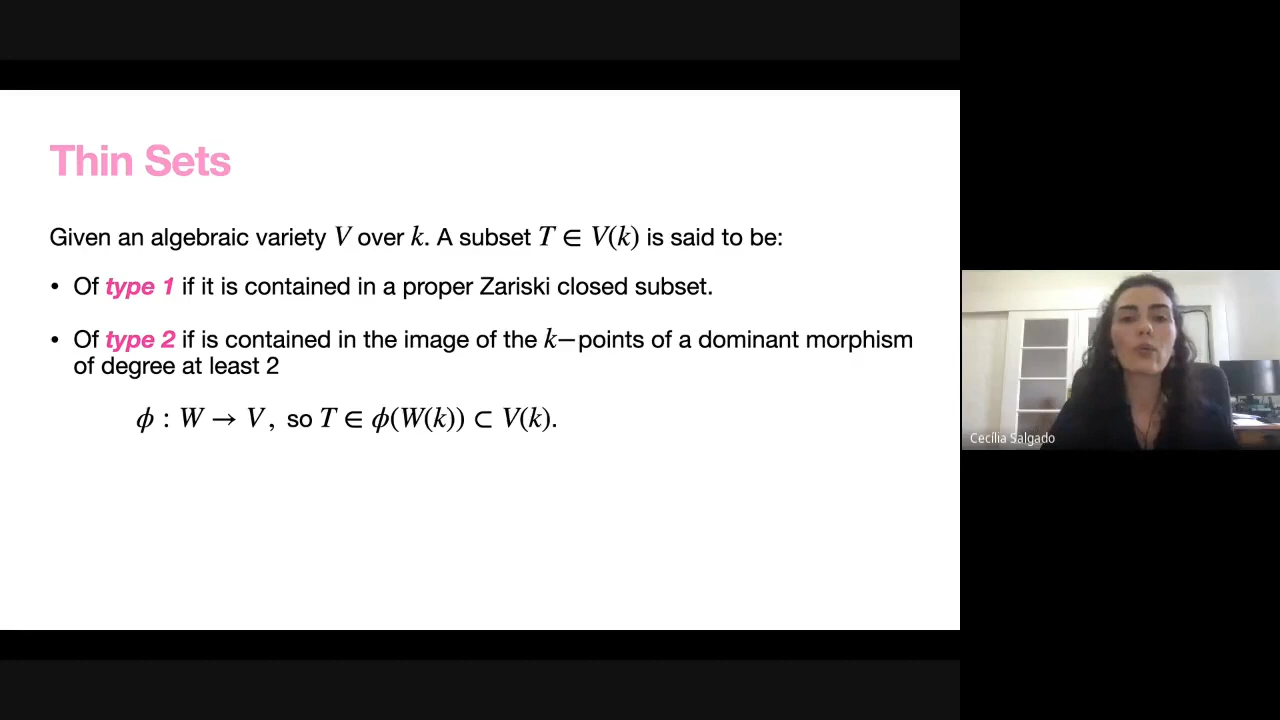 Thin Sets
Given an algebraic variety V over k. A subset T ∈ V(k) is said to be:
• Of type 1 if it is contained in a proper Zariski closed subset.
• Of type 2 if is contained in the image of the k–points of a dominant morphism
of degree at least 2
ϕ : W → V, so T ∈ ϕ(W(k)) ⊂ V(k).
Cecília Salgado